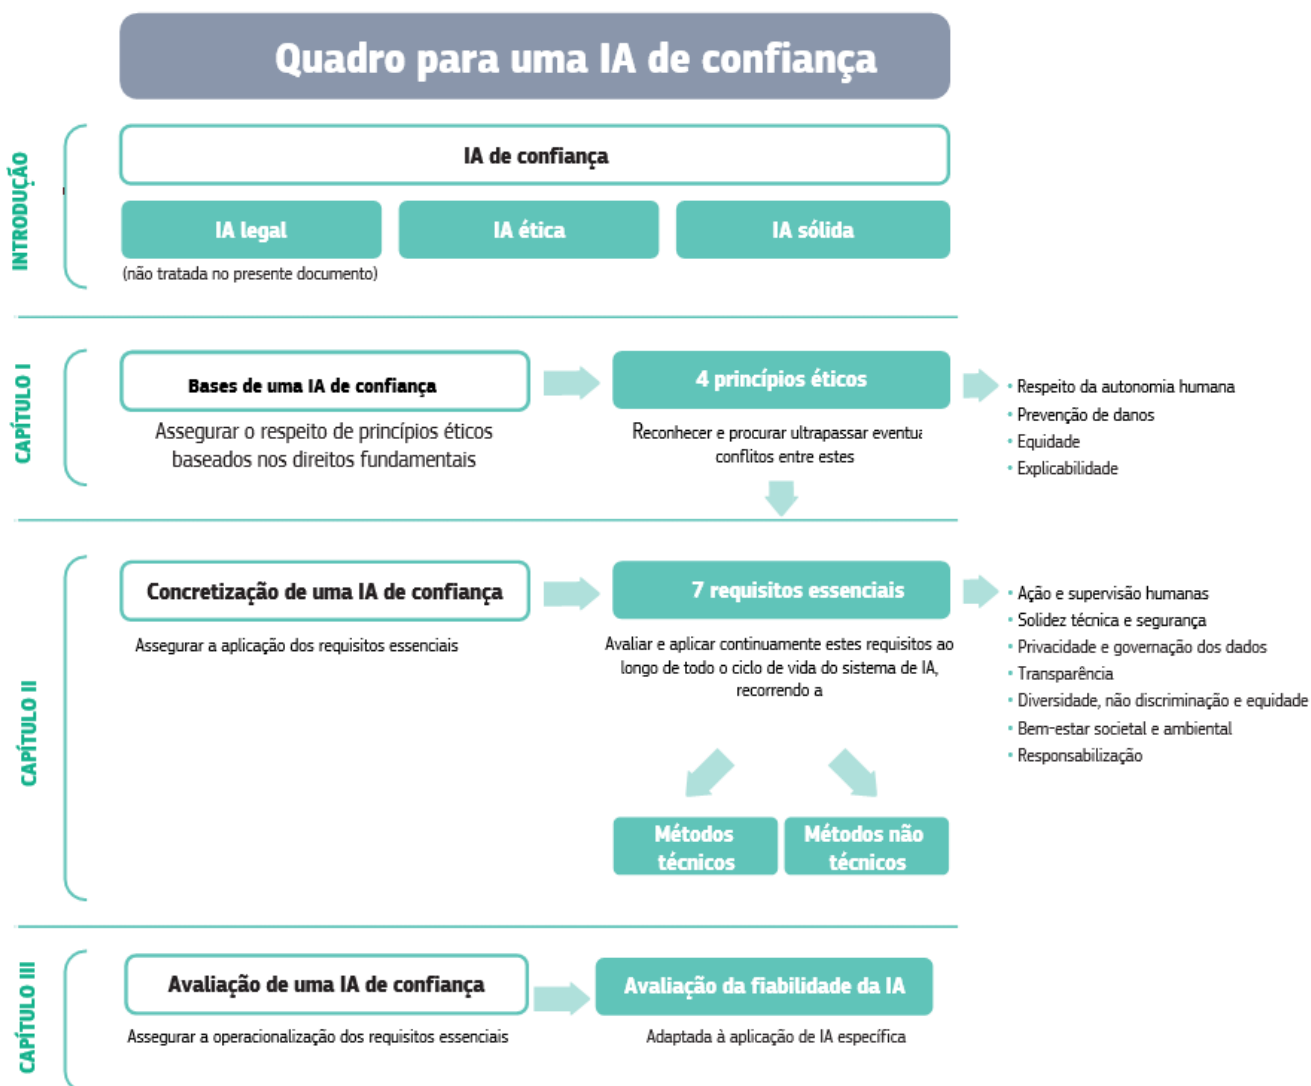 Quadro para uma IA de confiança
INTRODUÇÃO
IA de confiança
IA legal
IA ética
IA sólida
(não tratada no presente documento)
CAPÍTULO I
Bases de uma IA de confiança
Assegurar o respeito de princípios éticos
baseados nos direitos fundamentais
4 princípios éticos
Reconhecer e procurar ultrapassar eventua
conflitos entre estes
• Respeito da autonomia humana
• Prevenção de danos
• Equidade
• Explicabilidade
CAPÍTULO II
Concretização de uma IA de confiança
Assegurar a aplicação dos requisitos essenciais
7 requisitos essenciais
Avaliar e aplicar continuamente estes requisitos ao
longo de todo o ciclo de vida do sistema de IA,
recorrendo a
• Ação e supervisão humanas
• Solidez técnica e segurança
• Privacidade e governação dos dados
• Transparência
• Diversidade, não discriminação e equidade
• Bem-estar societal e ambiental
• Responsabilização
Métodos
técnicos
Métodos não
técnicos
CAPÍTULO III
Avaliação de uma IA de confiança
Assegurar a operacionalização dos requisitos essenciais
Avaliação da fiabilidade da IA
Adaptada à aplicação de IA específica